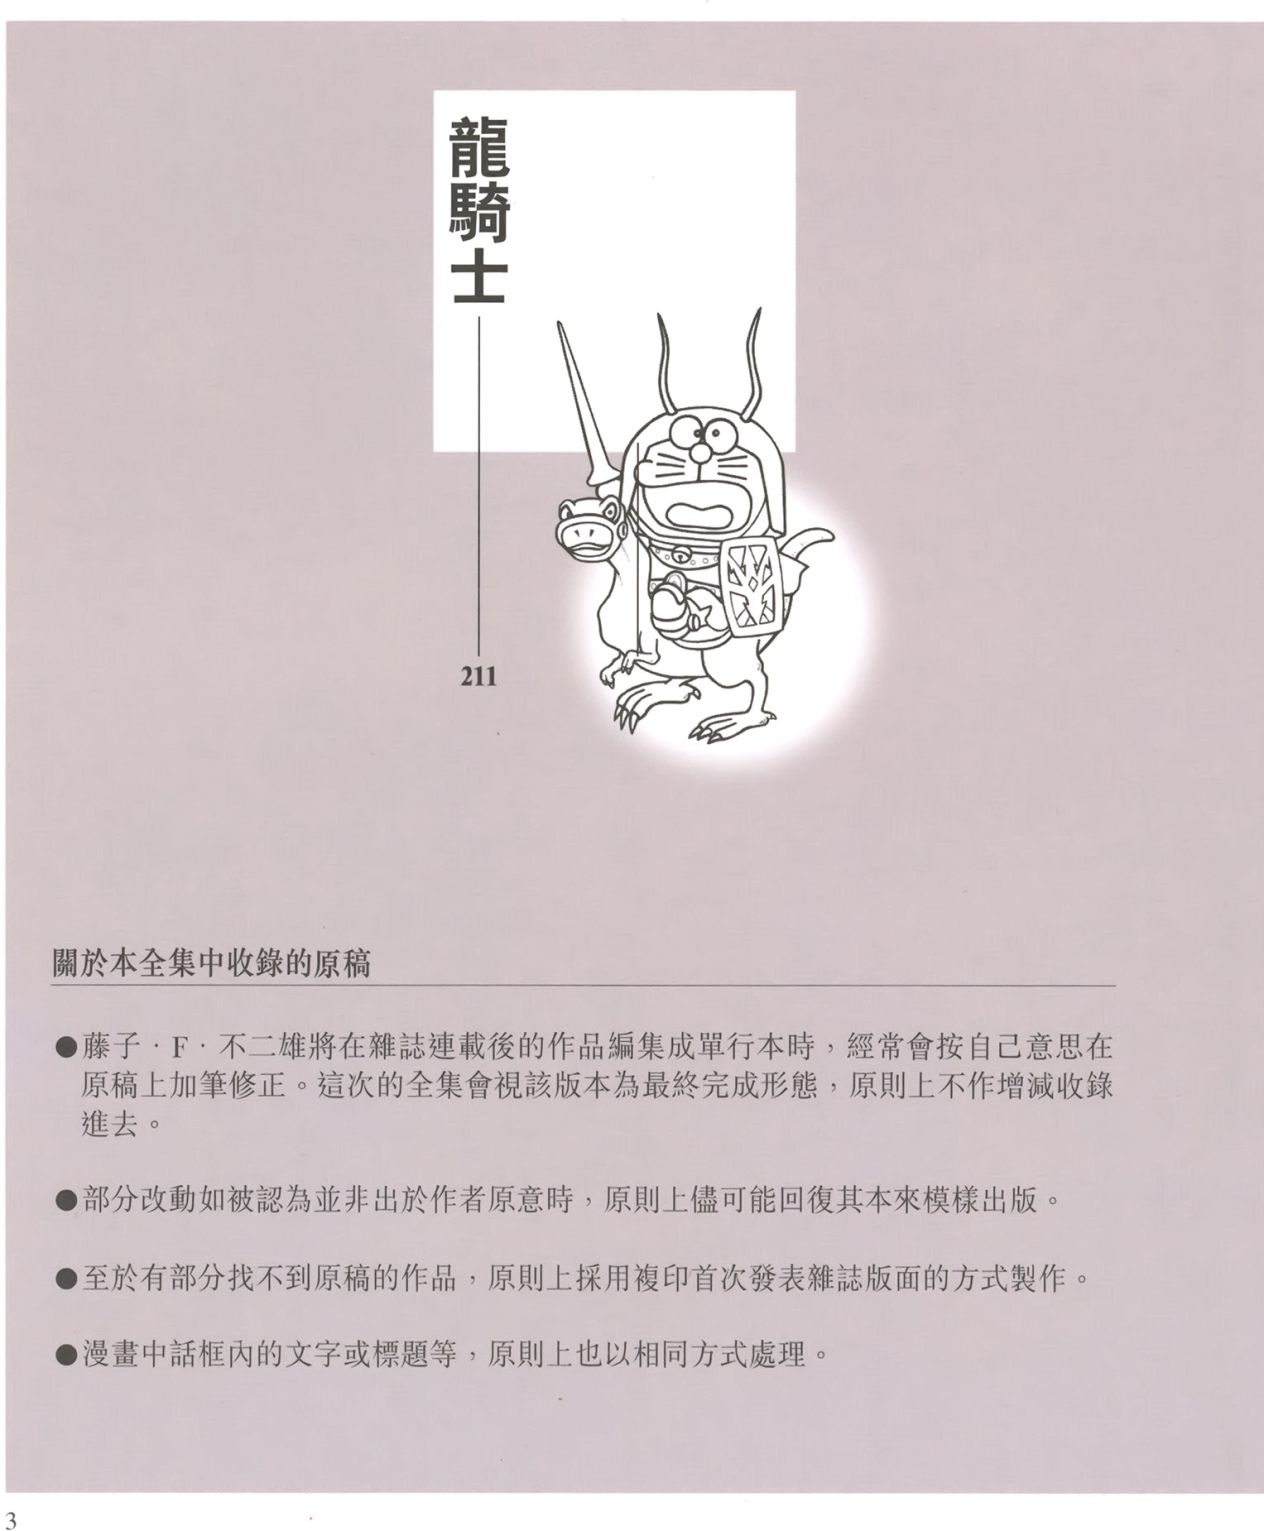 龍騎士
211
關於本全集中收錄的原稿
●藤子·F·不二雄將在雜誌連載後的作品編集成單行本時，經常會按自己意思在
原稿上加筆修正。這次的全集會視該版本為最終完成形態，原則上不作增減收錄
進去。
●部分改動如被認為並非出於作者原意時，原則上儘可能回復其本來模樣出版。
●至於有部分找不到原稿的作品，原則上採用複印首次發表雜誌版面的方式製作。
●漫畫中話框內的文字或標題等，原則上也以相同方式處理。
3